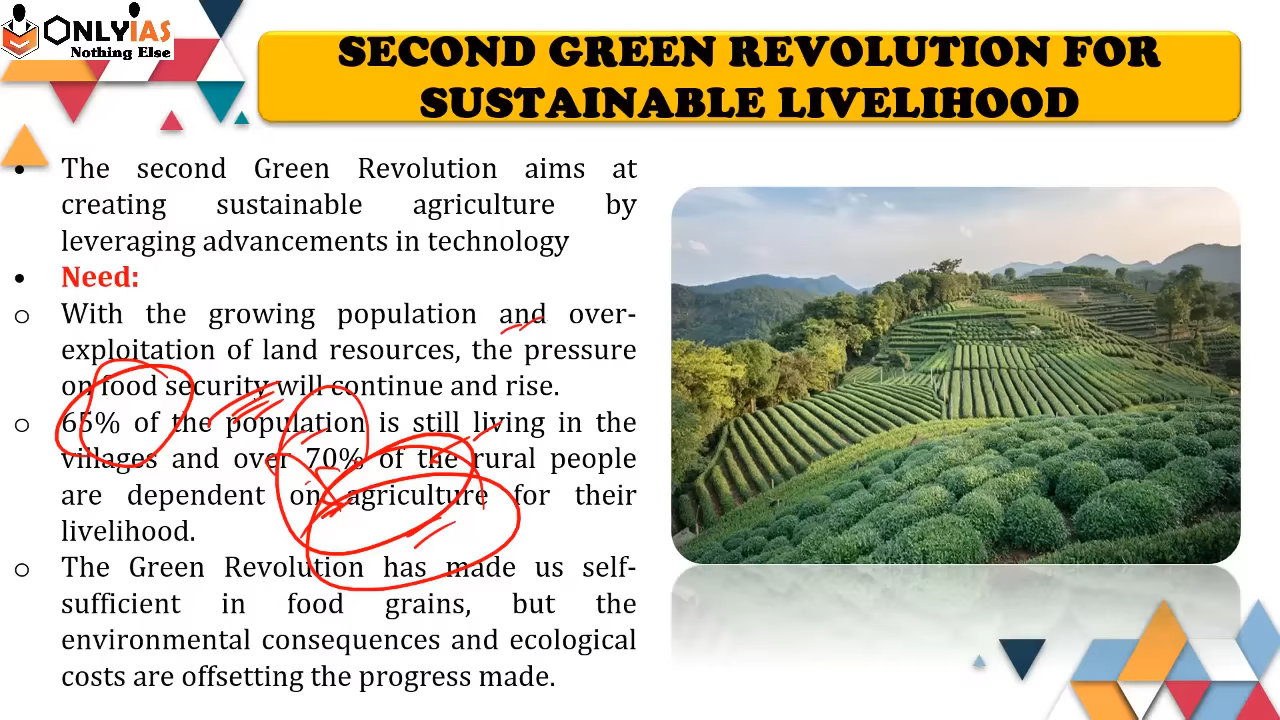 ONLYIAS
Nothing Else
SECOND GREEN REVOLUTION FOR
SUSTAINABLE LIVELIHOOD
• The second Green Revolution aims at
creating sustainable agriculture by
leveraging advancements in technology
• Need:
o With the growing population and over-
exploitation of land resources, the pressure
on food security will continue and rise.
o 65% of the population is still living in the
villages and over 70% of the rural people
are dependent on agriculture for their
livelihood.
o The Green Revolution has made us self-
sufficient in food grains, but the
environmental consequences and ecological
costs are offsetting the progress made.